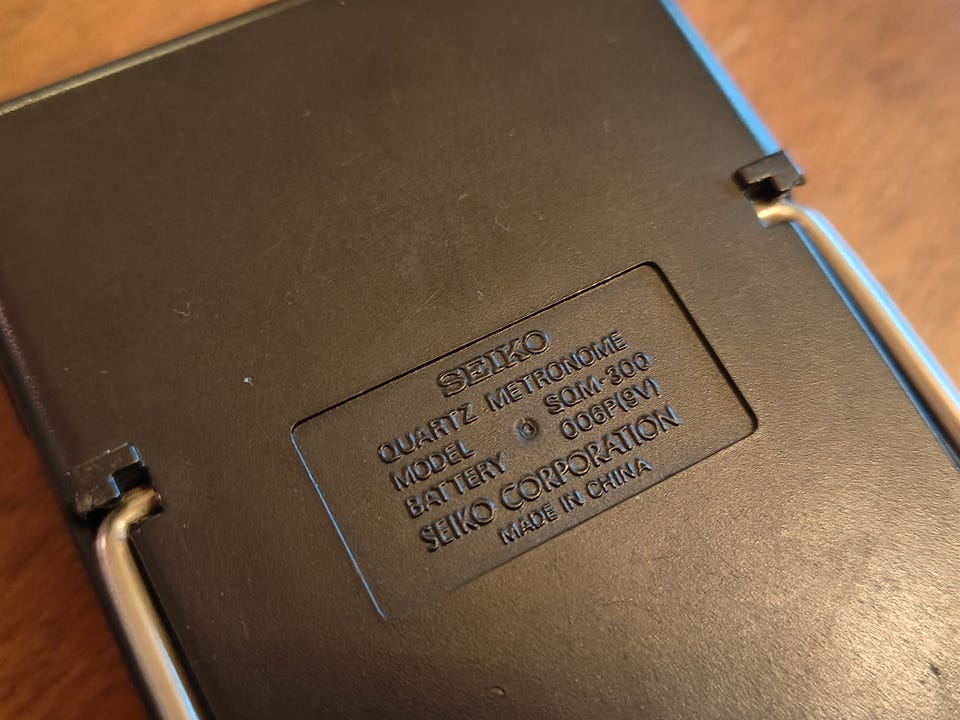 SEIKO
QUARTZ METRONOME
MODEL SQM-300
BATTERY 006P(9V)
SEIKO CORPORATION
MADE IN CHINA